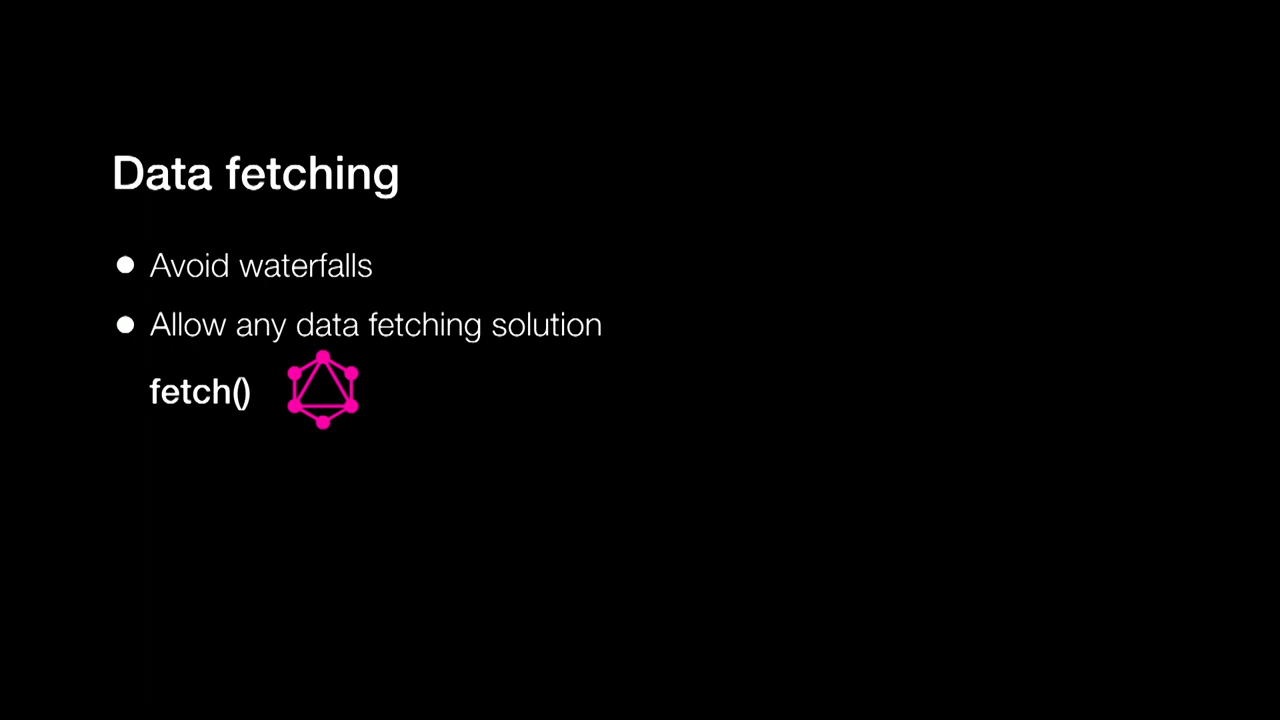 Data fetching
Avoid waterfalls
Allow any data fetching solution
fetch()